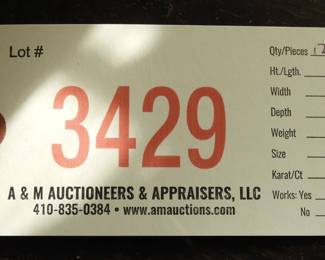 Lot #
3429
A & M AUCTIONEERS & APPRAISERS, LLC
410-835-0384 • www.amauctions.com
Qty/Pieces
Ht./Lgth.
Width
Depth
Weight
Size
Karat/Ct
Works: Yes
No